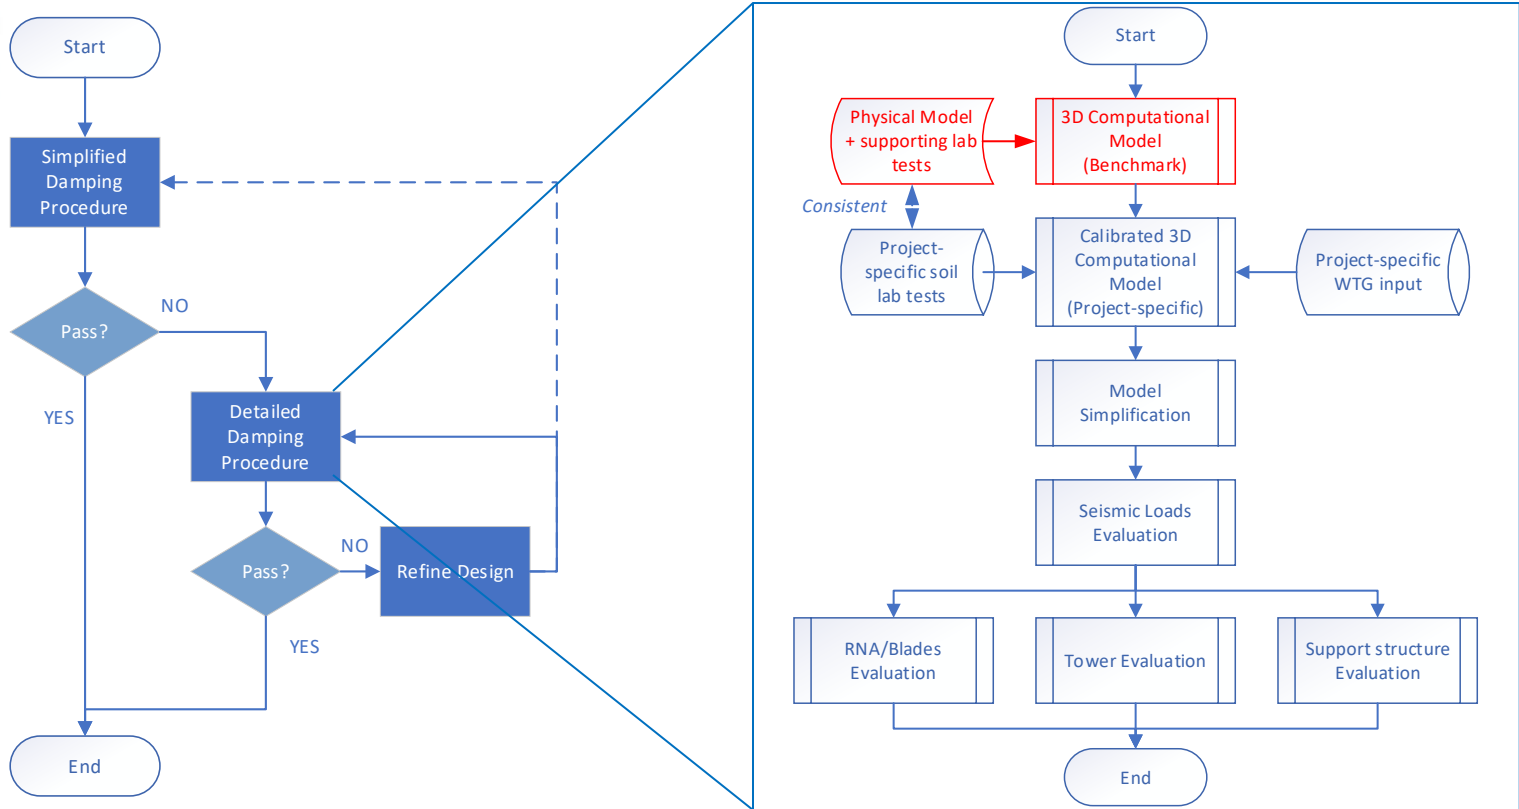 Start
Simplified
Damping
Procedure
Pass?
NO
YES
Detailed
Damping
Procedure
Pass?
NO
Refine Design
YES
End
Start
Physical Model
+ supporting lab
tests
3D Computational
Model
(Benchmark)
Consistent
Project-
specific soil
lab tests
Calibrated 3D
Computational
Model
(Project-specific)
Project-specific
WTG input
Model
Simplification
Seismic Loads
Evaluation
RNA/Blades
Evaluation
Tower Evaluation
Support structure
Evaluation
End